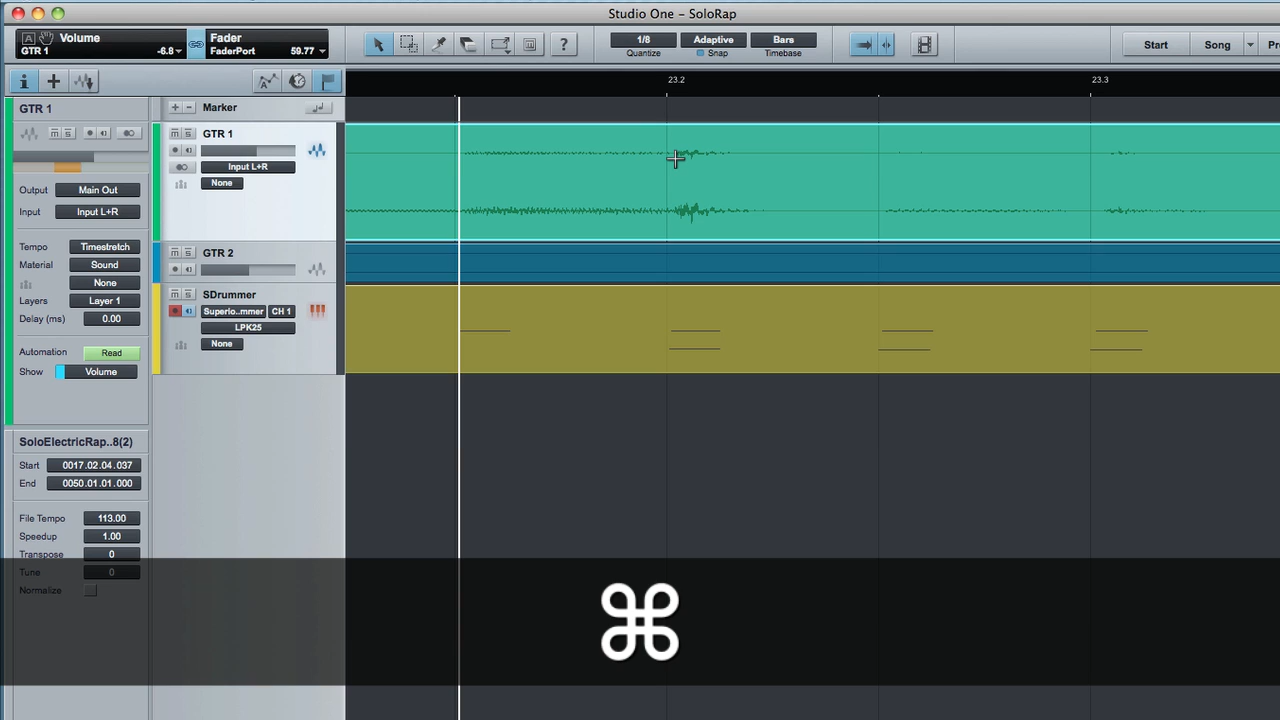 Studio One - SoloRap
A Volume Fader
GTR 1 -6.8 FaderPort 59.77
1/8 Adaptive Bars ? Start Song
Quantize Snap Timebase
23.2 23.3
GTR 1
Marker
GTR 1
M S
Input L+R
None
Output Main Out
Input Input L+R
Tempo Timestretch
Material Sound
None
Layers Layer 1
Delay (ms) 0.00
GTR 2
M S
SDrummer
M S
Superio..mmer CH 1
LPK25
None
Automation Read
Show Volume
SoloElectricRap..8(2)
Start 0017.02.04.037
End 0050.01.01.000
File Tempo 113.00
Speedup 1.00
Transpose 0
Tune 0
Normalize